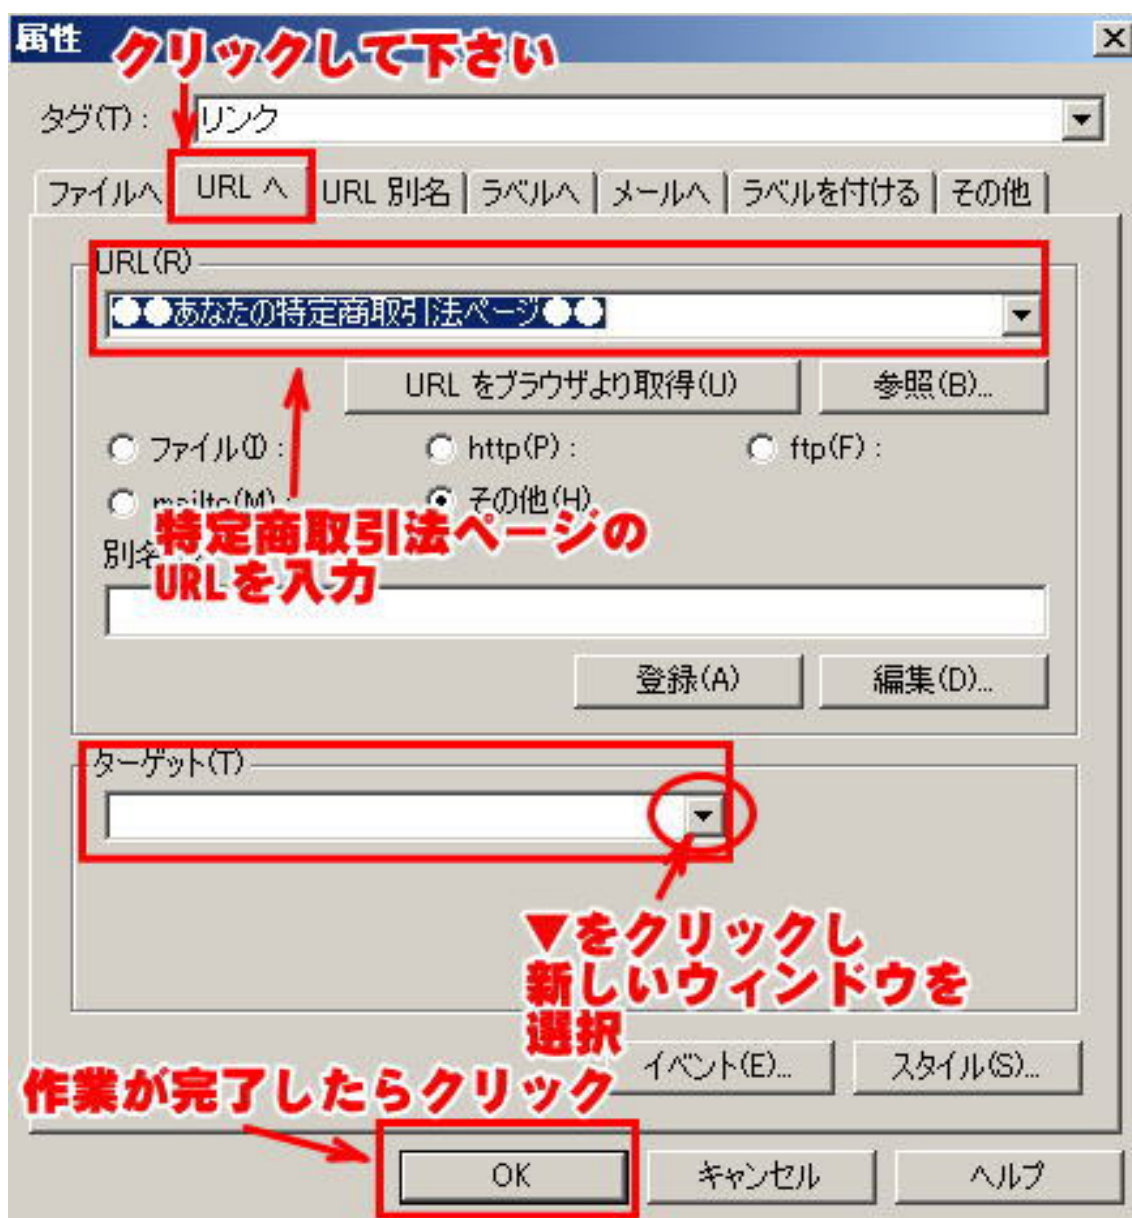 属性
クリックして下さい
タグ(T):
リンク
ファイルへ
URL へ
URL 別名
ラベルへ
メールへ
ラベルを付ける
その他
URL(R)
●●あなたの特定商取引法ページ●●
URL をブラウザより取得(U)
参照(B)...
ファイル(I):
http(P):
ftp(F):
mailto(M):
その他(H)
特定商取引法ページの
URLを入力
別名
登録(A)
編集(D)...
ターゲット(T)
▼をクリックし
新しいウィンドウを
選択
イベント(E)...
スタイル(S)...
作業が完了したらクリック
OK
キャンセル
ヘルプ